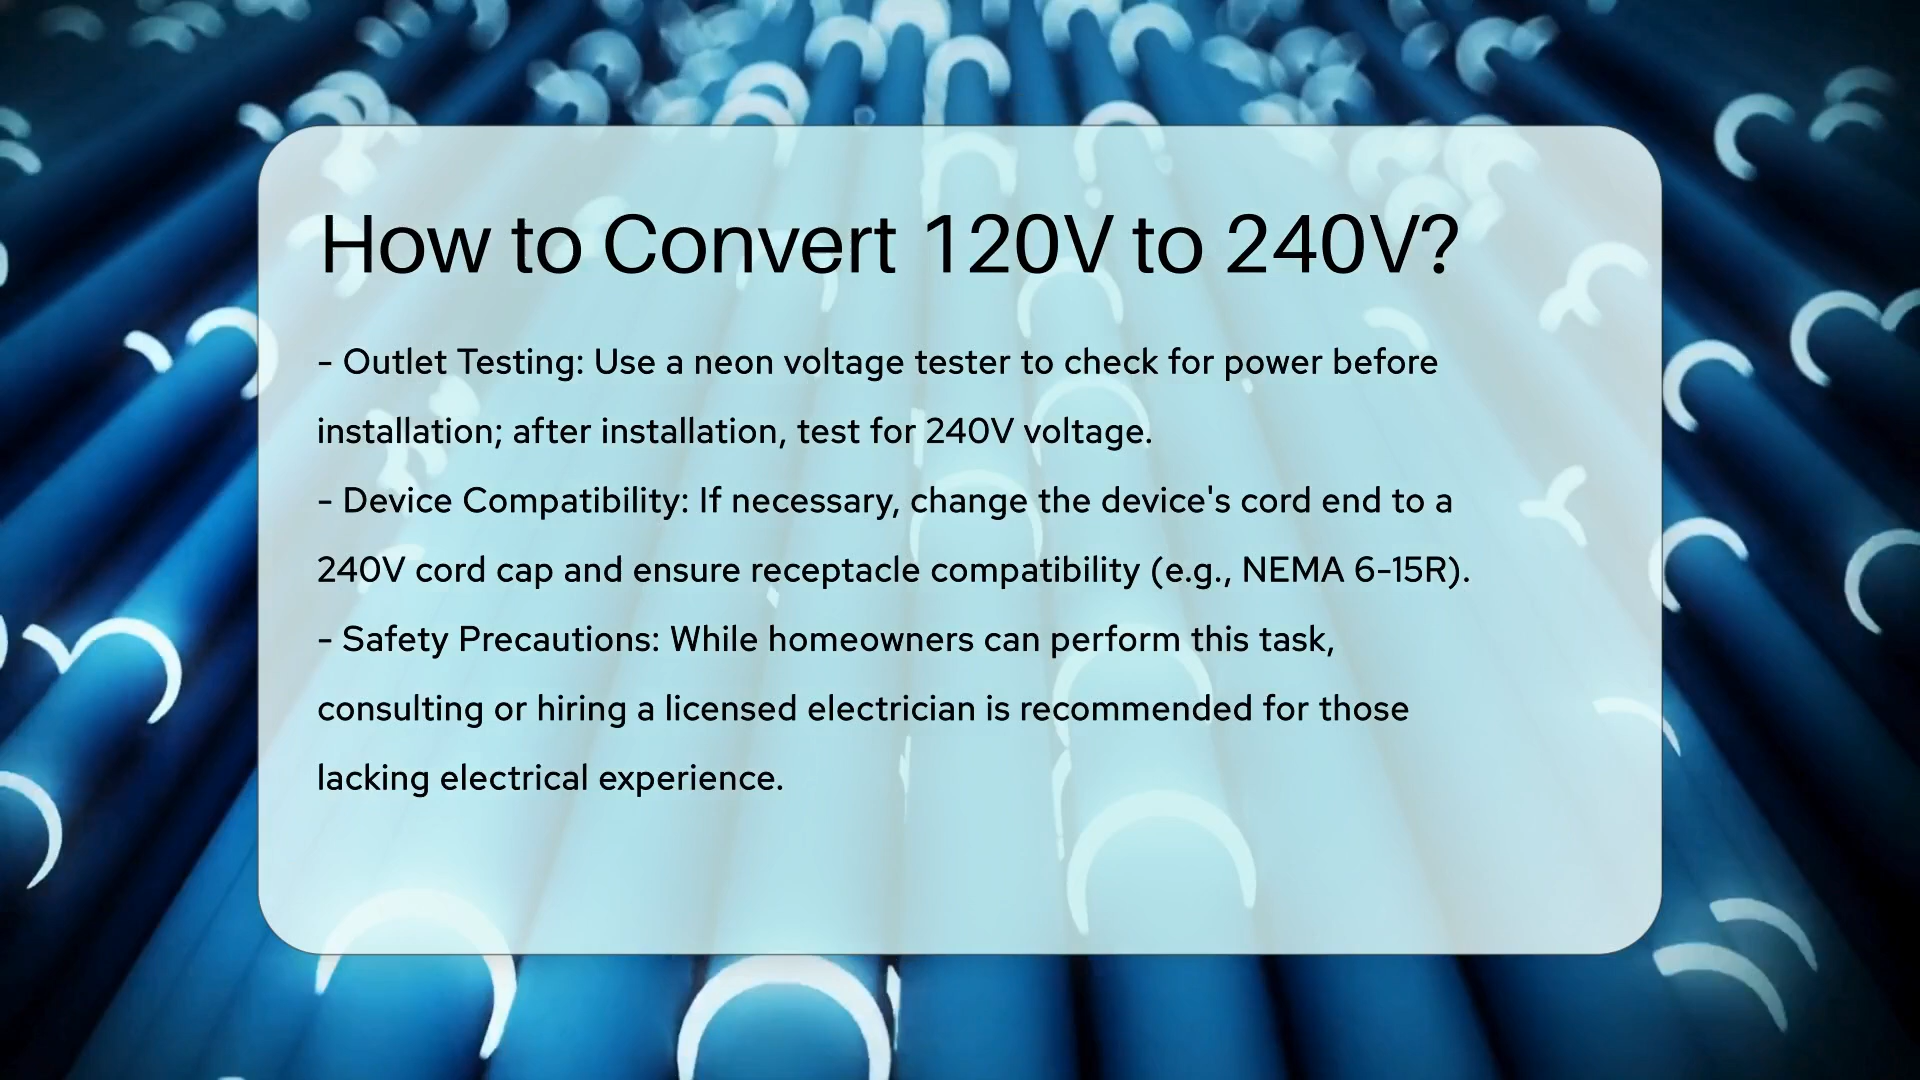 How to Convert 120V to 240V?
- Outlet Testing: Use a neon voltage tester to check for power before
installation; after installation, test for 240V voltage.
- Device Compatibility: If necessary, change the device's cord end to a
240V cord cap and ensure receptacle compatibility (e.g., NEMA 6-15R).
- Safety Precautions: While homeowners can perform this task,
consulting or hiring a licensed electrician is recommended for those
lacking electrical experience.